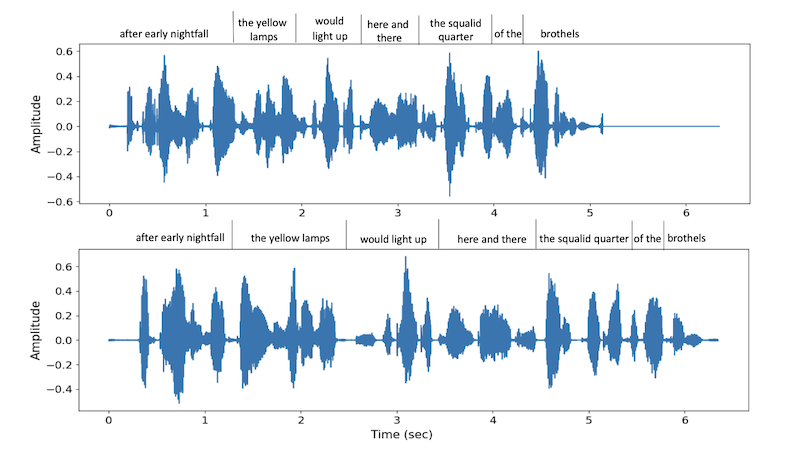 after early nightfall
the yellow
lamps
would
light up
here and
there
the squalid
quarter
of the
brothels
0.6
0.4
0.2
0.0
−0.2
−0.4
−0.6
Amplitude
0 1 2 3 4 5 6
after early nightfall the yellow lamps would light up here and there the squalid quarter of the brothels
0.6
0.4
0.2
0.0
−0.2
−0.4
Amplitude
0 1 2 3 4 5 6
Time (sec)